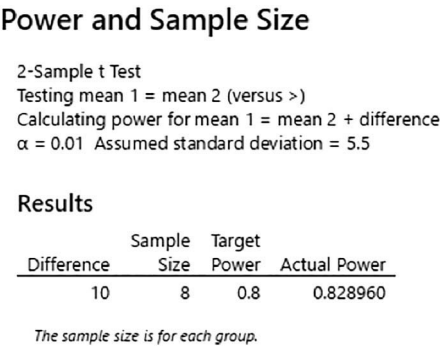 Power and Sample Size
2-Sample t Test
Testing mean 1 = mean 2 (versus >)
Calculating power for mean 1 = mean 2 + difference
α = 0.01 Assumed standard deviation = 5.5
Results
Sample Target
Difference Size Power Actual Power
10 8 0.8 0.828960
The sample size is for each group.